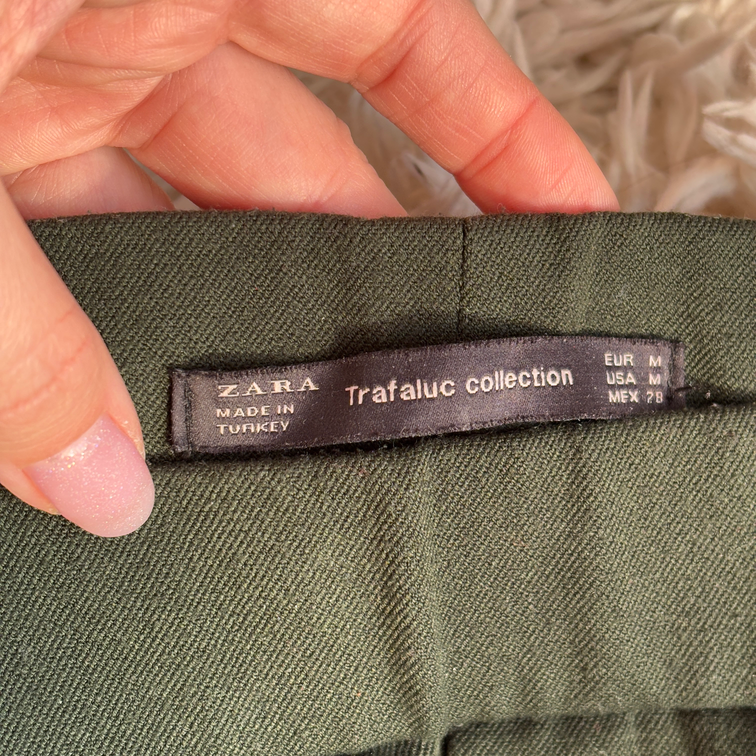 ZARA
MADE IN
TURKEY
Trafaluc collection
EUR M
USA M
MEX 28